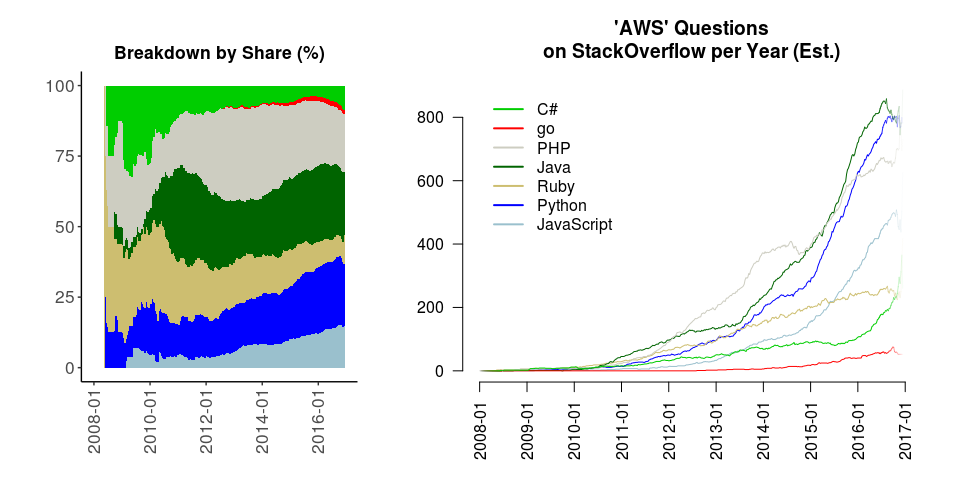 Breakdown by Share (%)
100
75
50
25
0
2008-01
2010-01
2012-01
2014-01
2016-01
'AWS' Questions
on StackOverflow per Year (Est.)
800
600
400
200
0
C#
go
PHP
Java
Ruby
Python
JavaScript
2008-01
2009-01
2010-01
2011-01
2012-01
2013-01
2014-01
2015-01
2016-01
2017-01